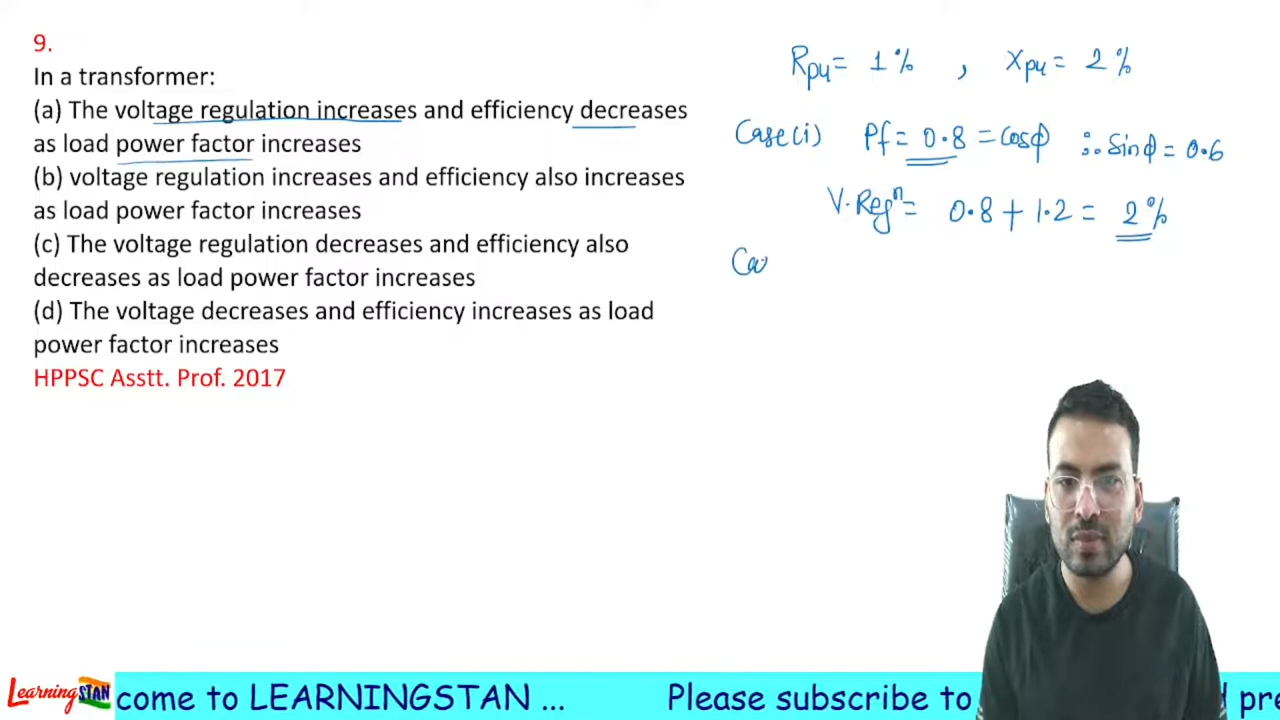 9.
In a transformer:
(a) The voltage regulation increases and efficiency decreases
as load power factor increases
(b) voltage regulation increases and efficiency also increases
as load power factor increases
(c) The voltage regulation decreases and efficiency also
decreases as load power factor increases
(d) The voltage decreases and efficiency increases as load
power factor increases
HPPSC Asstt. Prof. 2017
Rpu = 1 % , Xpu = 2 %
Case(i) Pf = 0.8 = cosϕ ∴ Sinϕ = 0.6
V. Regⁿ = 0.8 + 1.2 = 2 %
Ca
LearningSTAN
come to LEARNINGSTAN ... Please subscribe to